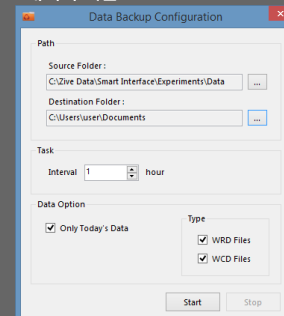 Data Backup Configuration
Path
Source Folder :
C:\Zive Data\Smart Interface\Experiments\Data
...
Destination Folder :
C:\Users\user\Documents
...
Task
Interval 1 hour
Data Option
Only Today's Data
Type
WRD Files
WCD Files
Start Stop